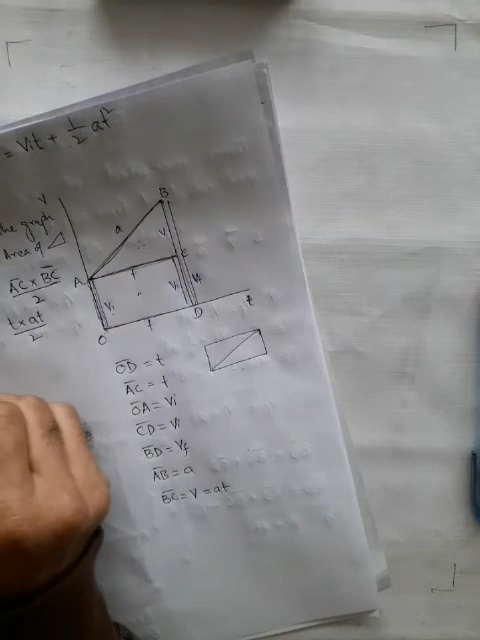 = Vit + 1/2 at²
V
the graph
Area of △
AC × BC / 2
t × at / 2
B
a
V
C
A
t
Vi
Vi
Vf
D
t
t
O
OD = t
AC = t
OA = Vi
CD = Vi
BD = Vf
AB = a
BC = V = at